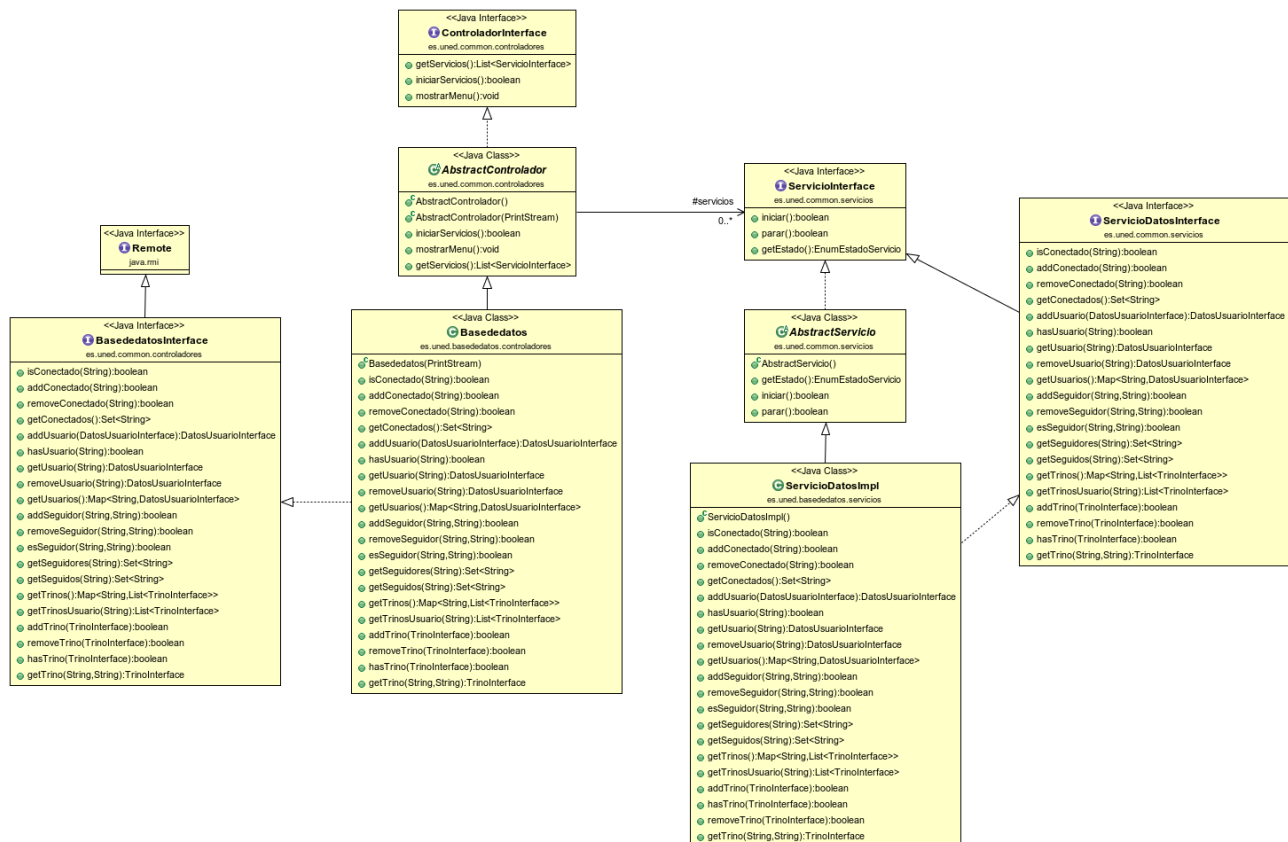 <<Java Interface>>
ControladorInterface
es.uned.common.controladores
getServicios():List<ServicioInterface>
iniciarServicios():boolean
mostrarMenu():void
<<Java Class>>
AbstractControlador
es.uned.common.controladores
AbstractControlador()
AbstractControlador(PrintStream)
iniciarServicios():boolean
mostrarMenu():void
getServicios():List<ServicioInterface>
#servicios
0..*
<<Java Interface>>
ServicioInterface
es.uned.common.servicios
iniciar():boolean
parar():boolean
getEstado():EnumEstadoServicio
<<Java Interface>>
ServicioDatosInterface
es.uned.common.servicios
isConectado(String):boolean
addConectado(String):boolean
removeConectado(String):boolean
getConectados():Set<String>
addUsuario(DatosUsuarioInterface):DatosUsuarioInterface
hasUsuario(String):boolean
getUsuario(String):DatosUsuarioInterface
removeUsuario(String):DatosUsuarioInterface
getUsuarios():Map<String,DatosUsuarioInterface>
addSeguidor(String,String):boolean
removeSeguidor(String,String):boolean
esSeguidor(String,String):boolean
getSeguidores(String):Set<String>
getSeguidos(String):Set<String>
getTrinos():Map<String,List<TrinoInterface>>
getTrinosUsuario(String):List<TrinoInterface>
addTrino(TrinoInterface):boolean
removeTrino(TrinoInterface):boolean
hasTrino(TrinoInterface):boolean
getTrino(String,String):TrinoInterface
<<Java Interface>>
Remote
java.rmi
<<Java Interface>>
BasededatosInterface
es.uned.common.controladores
isConectado(String):boolean
addConectado(String):boolean
removeConectado(String):boolean
getConectados():Set<String>
addUsuario(DatosUsuarioInterface):DatosUsuarioInterface
hasUsuario(String):boolean
getUsuario(String):DatosUsuarioInterface
removeUsuario(String):DatosUsuarioInterface
getUsuarios():Map<String,DatosUsuarioInterface>
addSeguidor(String,String):boolean
removeSeguidor(String,String):boolean
esSeguidor(String,String):boolean
getSeguidores(String):Set<String>
getSeguidos(String):Set<String>
getTrinos():Map<String,List<TrinoInterface>>
getTrinosUsuario(String):List<TrinoInterface>
addTrino(TrinoInterface):boolean
removeTrino(TrinoInterface):boolean
hasTrino(TrinoInterface):boolean
getTrino(String,String):TrinoInterface
<<Java Class>>
Basededatos
es.uned.basededatos.controladores
Basededatos(PrintStream)
isConectado(String):boolean
addConectado(String):boolean
removeConectado(String):boolean
getConectados():Set<String>
addUsuario(DatosUsuarioInterface):DatosUsuarioInterface
hasUsuario(String):boolean
getUsuario(String):DatosUsuarioInterface
removeUsuario(String):DatosUsuarioInterface
getUsuarios():Map<String,DatosUsuarioInterface>
addSeguidor(String,String):boolean
removeSeguidor(String,String):boolean
esSeguidor(String,String):boolean
getSeguidores(String):Set<String>
getSeguidos(String):Set<String>
getTrinos():Map<String,List<TrinoInterface>>
getTrinosUsuario(String):List<TrinoInterface>
addTrino(TrinoInterface):boolean
removeTrino(TrinoInterface):boolean
hasTrino(TrinoInterface):boolean
getTrino(String,String):TrinoInterface
<<Java Class>>
AbstractServicio
es.uned.common.servicios
AbstractServicio()
getEstado():EnumEstadoServicio
iniciar():boolean
parar():boolean
<<Java Class>>
ServicioDatosImpl
es.uned.basededatos.servicios
ServicioDatosImpl()
isConectado(String):boolean
addConectado(String):boolean
removeConectado(String):boolean
getConectados():Set<String>
addUsuario(DatosUsuarioInterface):DatosUsuarioInterface
hasUsuario(String):boolean
getUsuario(String):DatosUsuarioInterface
removeUsuario(String):DatosUsuarioInterface
getUsuarios():Map<String,DatosUsuarioInterface>
addSeguidor(String,String):boolean
removeSeguidor(String,String):boolean
esSeguidor(String,String):boolean
getSeguidores(String):Set<String>
getSeguidos(String):Set<String>
getTrinos():Map<String,List<TrinoInterface>>
getTrinosUsuario(String):List<TrinoInterface>
addTrino(TrinoInterface):boolean
hasTrino(TrinoInterface):boolean
removeTrino(TrinoInterface):boolean
getTrino(String,String):TrinoInterface